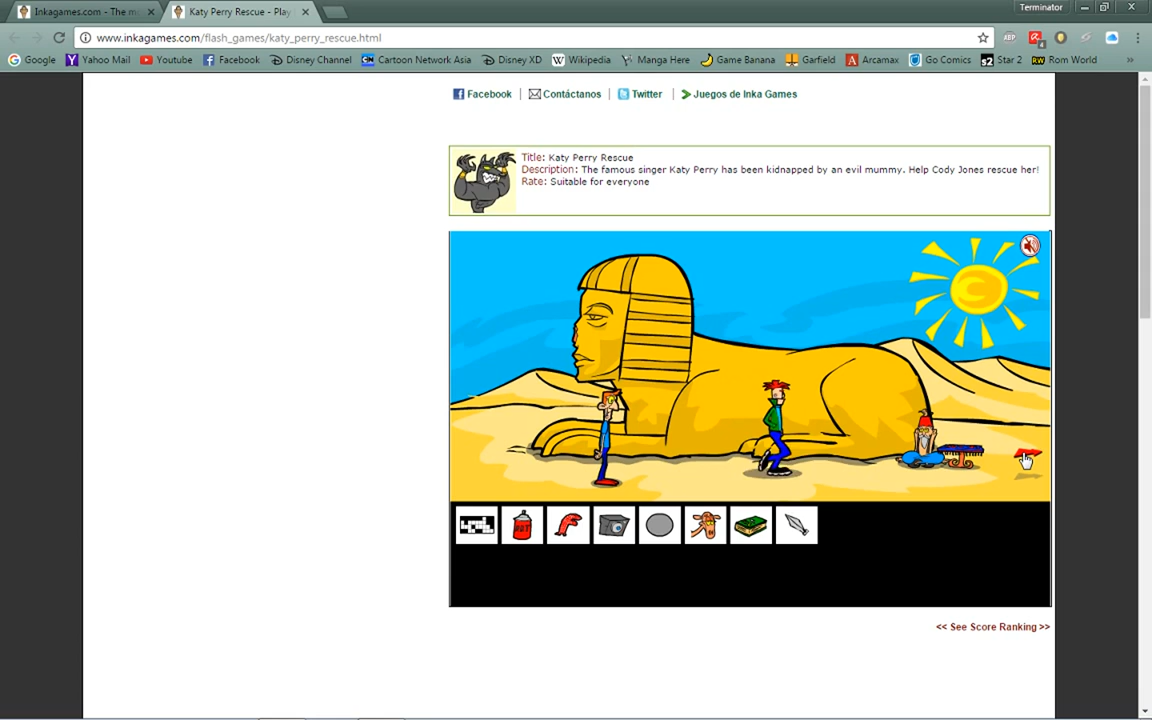 Inkagames.com - The m
Katy Perry Rescue - Play
Terminator
www.inkagames.com/flash_games/katy_perry_rescue.html
Google Yahoo Mail Youtube Facebook Disney Channel Cartoon Network Asia Disney XD Wikipedia Manga Here Game Banana Garfield Arcamax Go Comics Star 2 Rom World
Facebook | Contáctanos | Twitter | Juegos de Inka Games
Title: Katy Perry Rescue
Description: The famous singer Katy Perry has been kidnapped by an evil mummy. Help Cody Jones rescue her!
Rate: Suitable for everyone
<< See Score Ranking >>